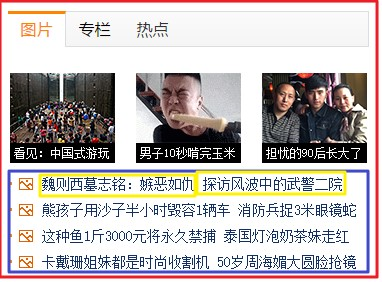 图片 专栏 热点
看见：中国式游玩 男子10秒啃完玉米 担忧的90后长大了
魏则西墓志铭：嫉恶如仇 探访风波中的武警二院
熊孩子用沙子半小时毁容1辆车 消防兵捉3米眼镜蛇
这种鱼1斤3000元将永久禁捕 泰国灯泡奶茶妹走红
卡戴珊姐妹都是时尚收割机 50岁周海媚大圆脸抢镜